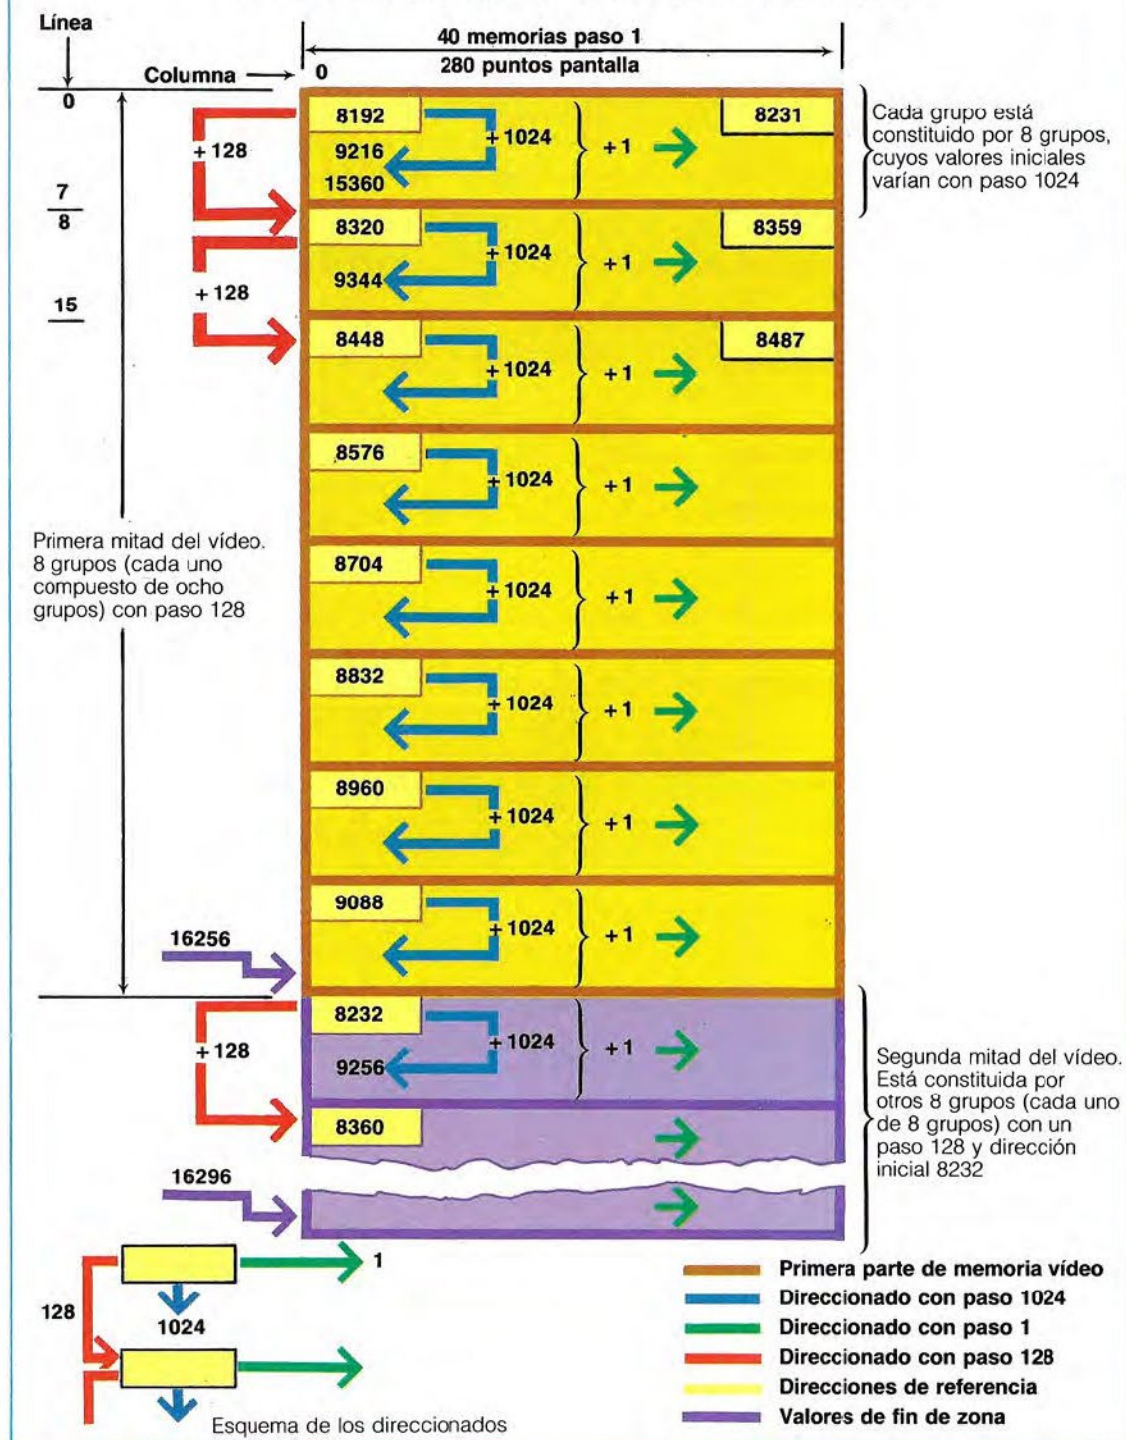 Línea
40 memorias paso 1
280 puntos pantalla
Columna
0
0
8192
+1024
+1
8231
+128
9216
15360
Cada grupo está
constituido por 8 grupos,
cuyos valores iniciales
varían con paso 1024
7
8
8320
+1024
+1
8359
+128
9344
15
8448
+1024
+1
8487
8576
+1024
+1
Primera mitad del vídeo.
8 grupos (cada uno
compuesto de ocho
grupos) con paso 128
8704
+1024
+1
8832
+1024
+1
8960
+1024
+1
9088
+1024
+1
16256
8232
+1024
+1
+128
9256
8360
Segunda mitad del vídeo.
Está constituida por
otros 8 grupos (cada uno
de 8 grupos) con un
paso 128 y dirección
inicial 8232
16296
1
128
1024
Esquema de los direccionados
Primera parte de memoria vídeo
Direccionado con paso 1024
Direccionado con paso 1
Direccionado con paso 128
Direcciones de referencia
Valores de fin de zona